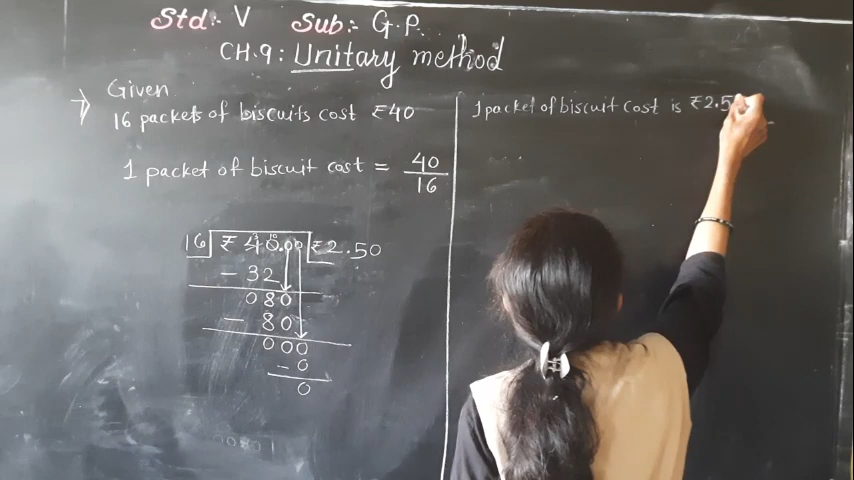 Std:- V Sub:- G.P.
CH.9: Unitary method
Given
16 packets of biscuits cost ₹40
1 packet of biscuit cost = 40
16
16 ₹ 40.00 ₹2.50
- 32
080
- 80
000
- 0
0
1 packet of biscuit cost is ₹2.5